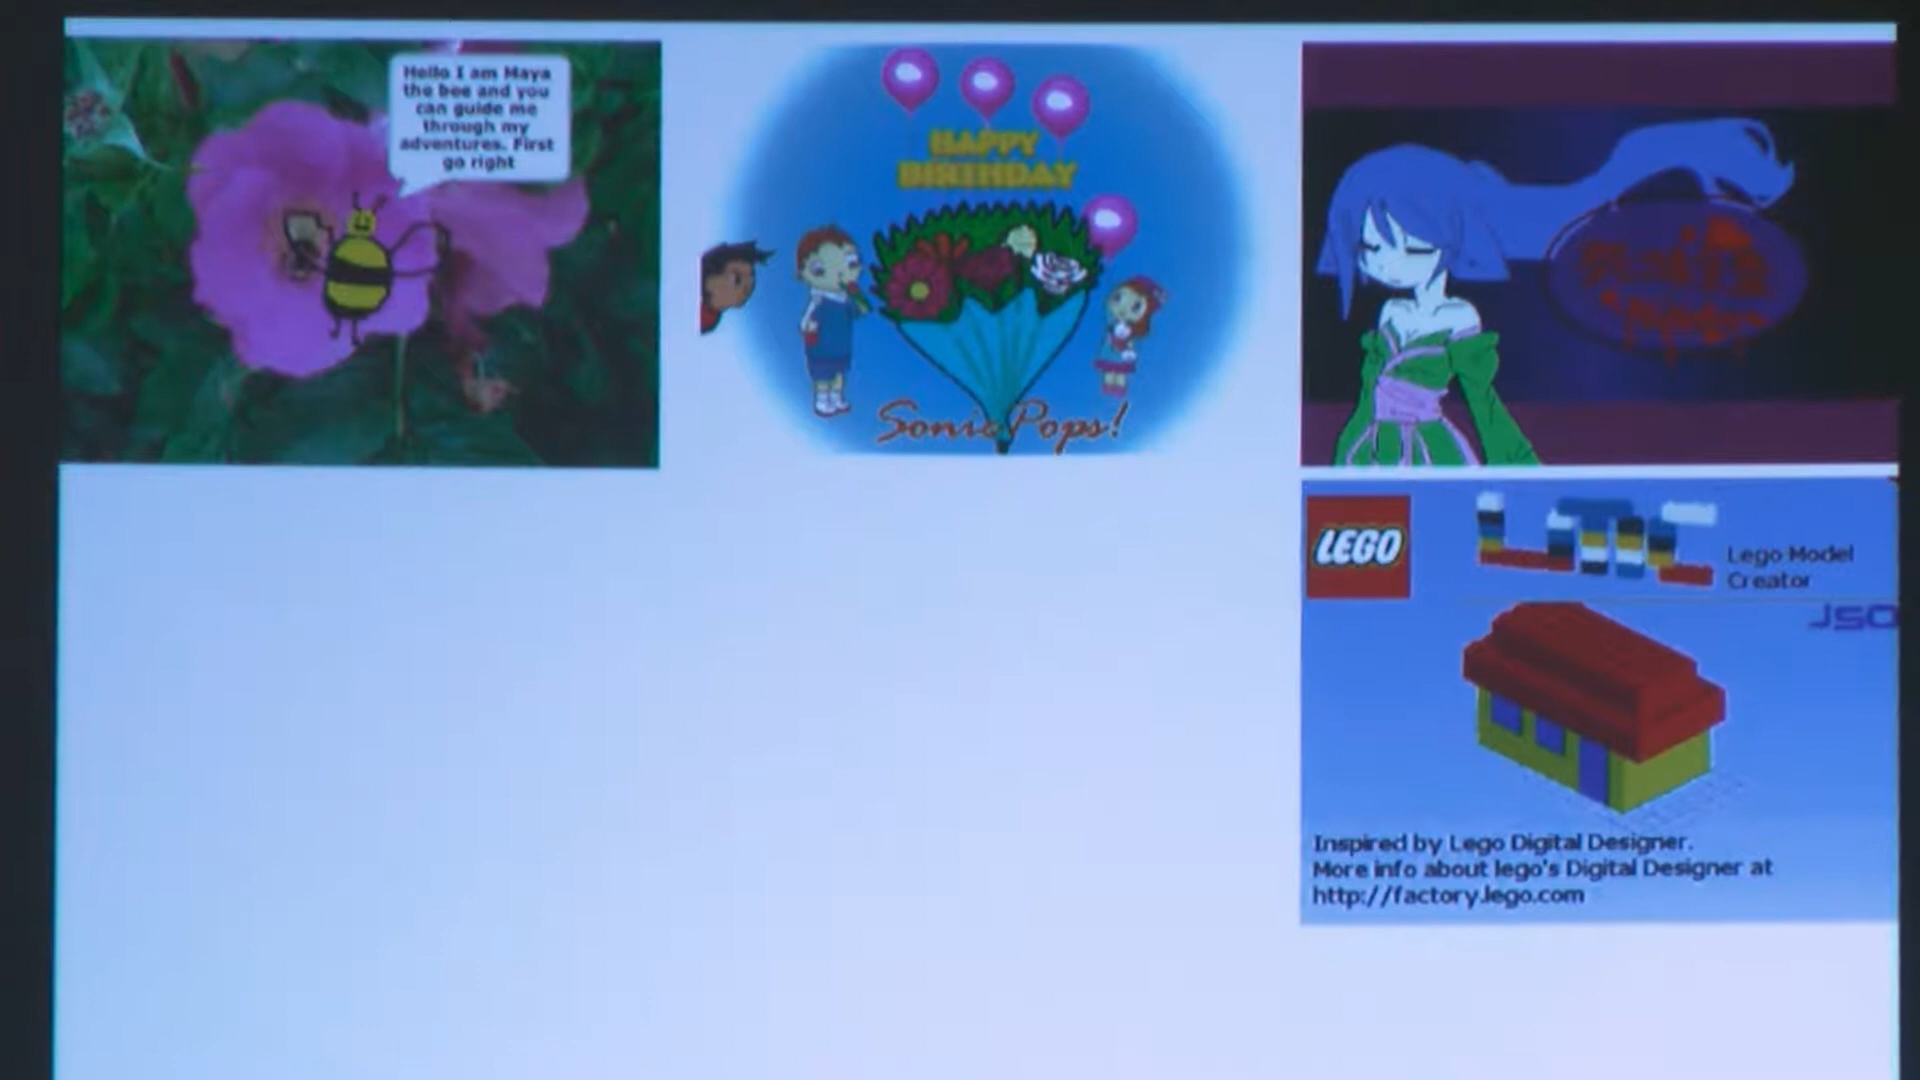 Hello I am Maya
the bee and you
can guide me
through my
adventures. First
go right
HAPPY
BIRTHDAY
Sonic Pops!
LEGO
Lego Model
Creator
JSO
Inspired by Lego Digital Designer.
More info about lego's Digital Designer at
http://factory.lego.com